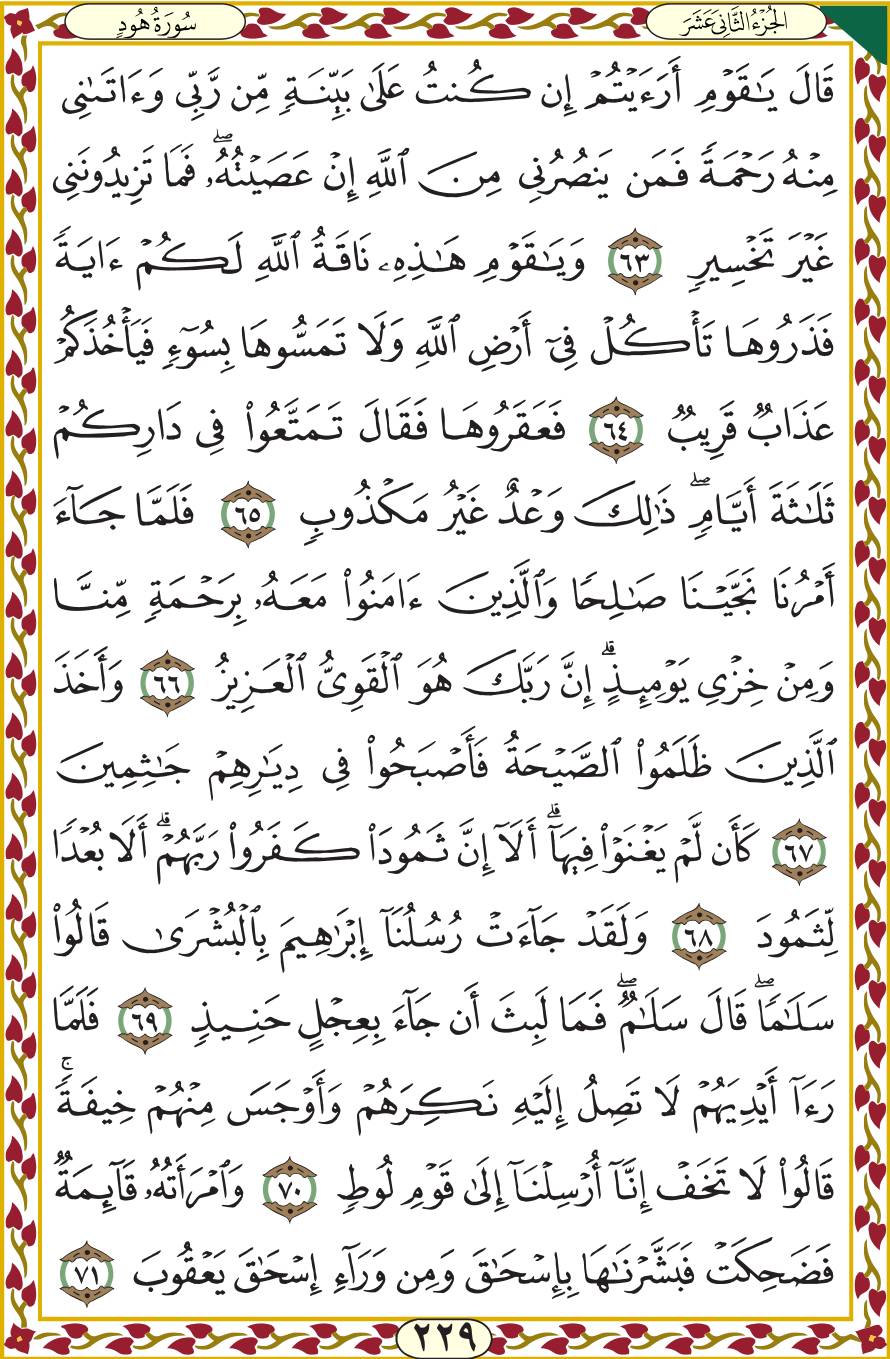 الجُزْءُ الثَّانِيَ عَشَرَ
سُورَةُ هُودٍ
قَالَ يَٰقَوْمِ أَرَءَيْتُمْ إِن كُنتُ عَلَىٰ بَيِّنَةٍ مِّن رَّبِّى وَءَاتَىٰنِى
مِنْهُ رَحْمَةً فَمَن يَنصُرُنِى مِنَ ٱللَّهِ إِنْ عَصَيْتُهُۥۖ فَمَا تَزِيدُونَنِى
غَيْرَ تَخْسِيرٍ ٦٣ وَيَٰقَوْمِ هَٰذِهِۦ نَاقَةُ ٱللَّهِ لَكُمْ ءَايَةً
فَذَرُوهَا تَأْكُلْ فِىٓ أَرْضِ ٱللَّهِ وَلَا تَمَسُّوهَا بِسُوٓءٍ فَيَأْخُذَكُمْ
عَذَابٌ قَرِيبٌ ٦٤ فَعَقَرُوهَا فَقَالَ تَمَتَّعُوا۟ فِى دَارِكُمْ
ثَلَٰثَةَ أَيَّامٍۖ ذَٰلِكَ وَعْدٌ غَيْرُ مَكْذُوبٍ ٦٥ فَلَمَّا جَآءَ
أَمْرُنَا نَجَّيْنَا صَٰلِحًا وَٱلَّذِينَ ءَامَنُوا۟ مَعَهُۥ بِرَحْمَةٍ مِّنَّا
وَمِنْ خِزْىِ يَوْمِئِذٍۗ إِنَّ رَبَّكَ هُوَ ٱلْقَوِىُّ ٱلْعَزِيزُ ٦٦ وَأَخَذَ
ٱلَّذِينَ ظَلَمُوا۟ ٱلصَّيْحَةُ فَأَصْبَحُوا۟ فِى دِيَٰرِهِمْ جَٰثِمِينَ
٦٧ كَأَن لَّمْ يَغْنَوْا۟ فِيهَآۗ أَلَآ إِنَّ ثَمُودَا۟ كَفَرُوا۟ رَبَّهُمْۗ أَلَا بُعْدًا
لِّثَمُودَ ٦٨ وَلَقَدْ جَآءَتْ رُسُلُنَآ إِبْرَٰهِيمَ بِٱلْبُشْرَىٰ قَالُوا۟
سَلَٰمًاۖ قَالَ سَلَٰمٌۖ فَمَا لَبِثَ أَن جَآءَ بِعِجْلٍ حَنِيذٍ ٦٩ فَلَمَّا
رَءَآ أَيْدِيَهُمْ لَا تَصِلُ إِلَيْهِ نَكِرَهُمْ وَأَوْجَسَ مِنْهُمْ خِيفَةًۚ
قَالُوا۟ لَا تَخَفْ إِنَّآ أُرْسِلْنَآ إِلَىٰ قَوْمِ لُوطٍ ٧٠ وَٱمْرَأَتُهُۥ قَآئِمَةٌ
فَضَحِكَتْ فَبَشَّرْنَٰهَا بِإِسْحَٰقَ وَمِن وَرَآءِ إِسْحَٰقَ يَعْقُوبَ ٧١
٢٢٩